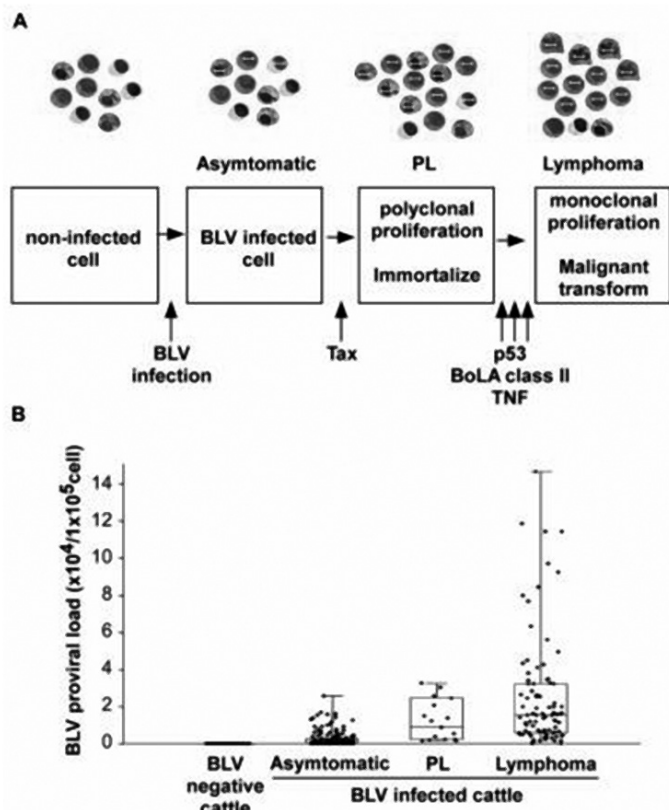 A
Asymtomatic PL Lymphoma
non-infected
cell
BLV infected
cell
polyclonal
proliferation
Immortalize
monoclonal
proliferation
Malignant
transform
BLV
infection
Tax
p53
BoLA class II
TNF
B
BLV proviral load (x10⁴/1x10⁵cell)
14
12
10
8
6
4
2
0
BLV
negative
cattle
Asymtomatic PL Lymphoma
BLV infected cattle